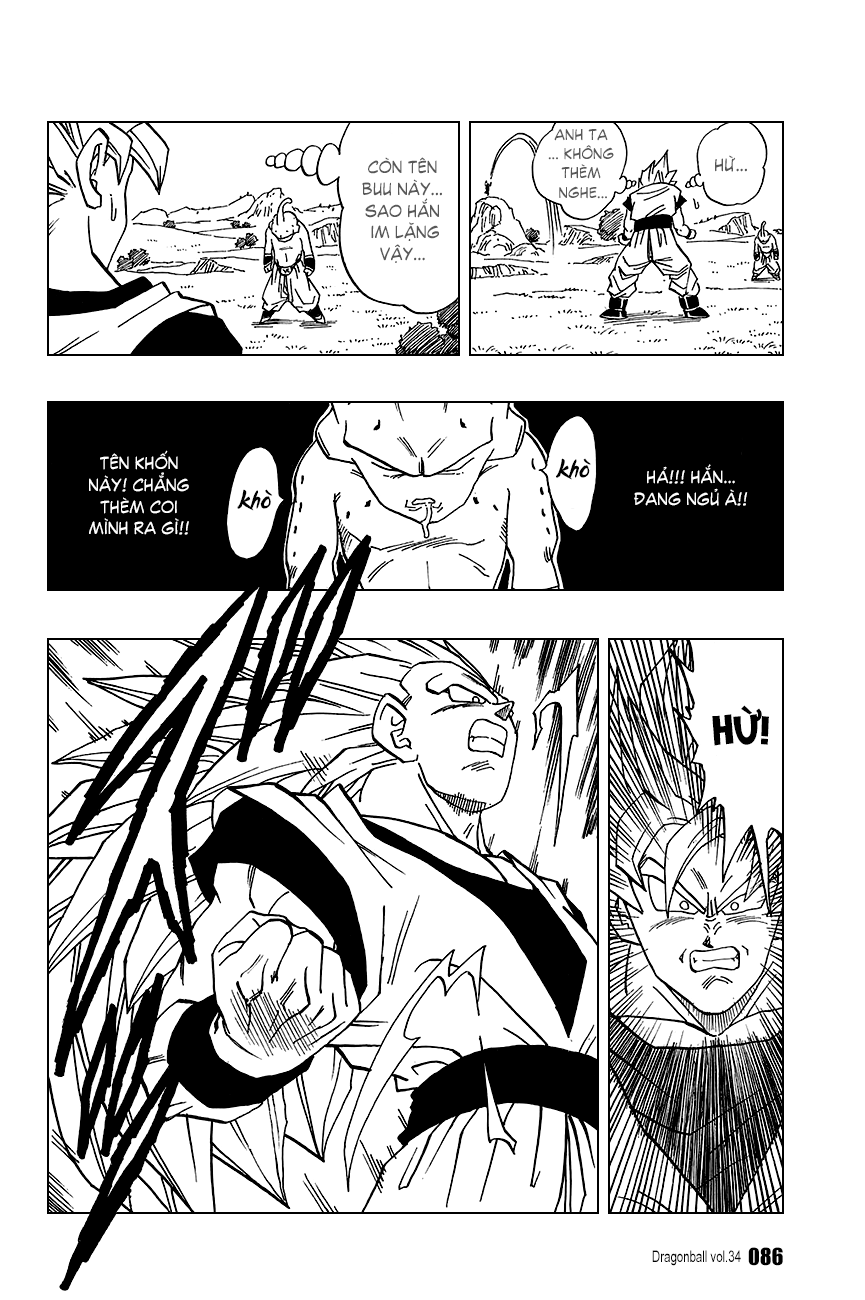 HỪ...
ANH TA
... KHÔNG
THÈM
NGHE...
CÒN TÊN
BUU NÀY...
SAO HẮN
IM LẶNG
VẬY...
HẢ!!! HẮN...
ĐANG NGỦ À!!
khò
khò
TÊN KHỐN
NÀY! CHẲNG
THÈM COI
MÌNH RA GÌ!!
HỪ!
Dragonball vol.34 086